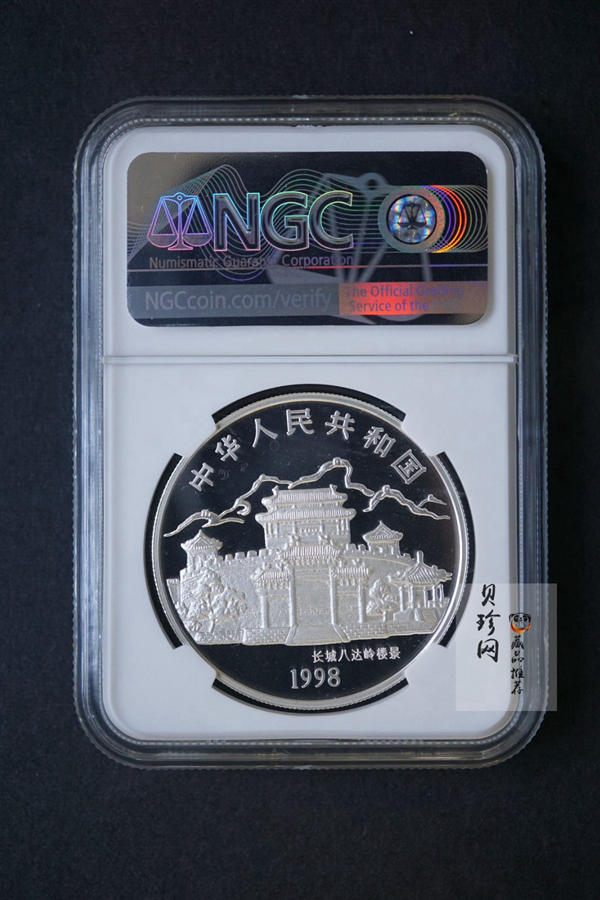 NGC
Numismatic Guaranty Corporation
NGCcoin.com/verify
The Official Grading
Service of the
中华人民共和国
长城八达岭楼景
1998
贝珍网
藏品推荐